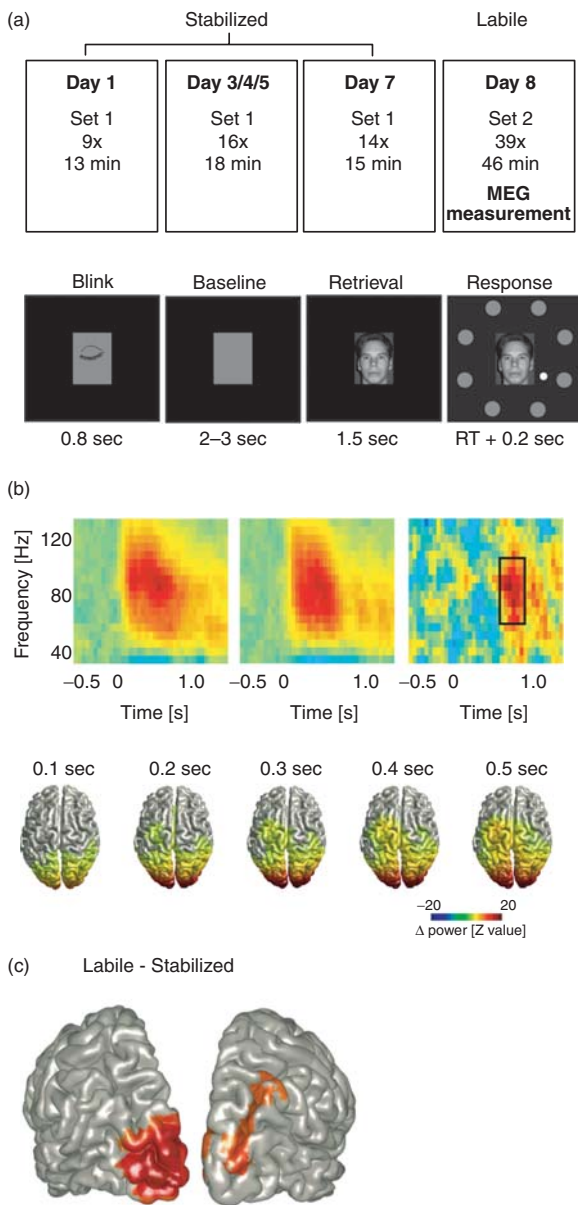 (a)
Stabilized Labile
Day 1 Day 3/4/5 Day 7 Day 8
Set 1 Set 1 Set 1 Set 2
9x 16x 14x 39x
13 min 18 min 15 min 46 min
MEG
measurement
Blink Baseline Retrieval Response
0.8 sec 2–3 sec 1.5 sec RT + 0.2 sec
(b)
120
80
40
Frequency [Hz]
–0.5 0 1.0 –0.5 0 1.0 –0.5 0 1.0
Time [s] Time [s] Time [s]
0.1 sec 0.2 sec 0.3 sec 0.4 sec 0.5 sec
–20 20
Δ power [Z value]
(c) Labile - Stabilized